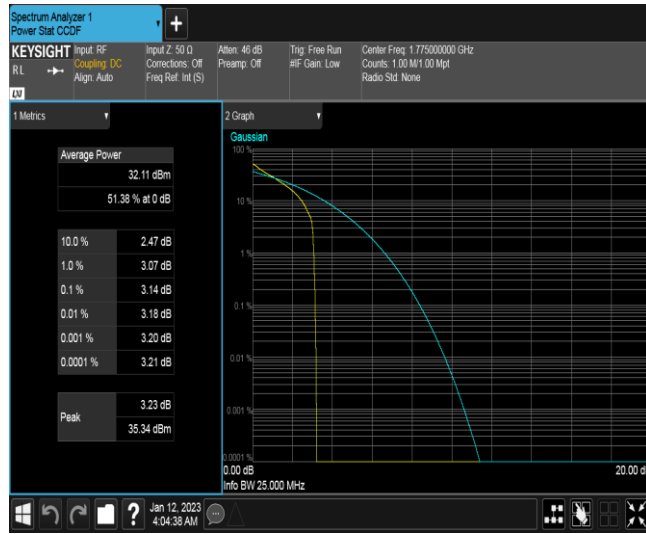 Spectrum Analyzer 1
Power Stat CCDF
+
KEYSIGHT
RL
LXI
Input: RF
Coupling: DC
Align: Auto
Input Z: 50 Ω
Corrections: Off
Freq Ref: Int (S)
Atten: 46 dB
Preamp: Off
Trig: Free Run
#IF Gain: Low
Center Freq: 1.775000000 GHz
Counts: 1.00 M/1.00 Mpt
Radio Std: None
1 Metrics
Average Power
32.11 dBm
51.38 % at 0 dB
10.0 % 2.47 dB
1.0 % 3.07 dB
0.1 % 3.14 dB
0.01 % 3.18 dB
0.001 % 3.20 dB
0.0001 % 3.21 dB
Peak
3.23 dB
35.34 dBm
2 Graph
Gaussian
100 %
10 %
1 %
0.1 %
0.01 %
0.001 %
0.0001 %
0.00 dB
20.00 d
Info BW 25.000 MHz
?
Jan 12, 2023
4:04:38 AM